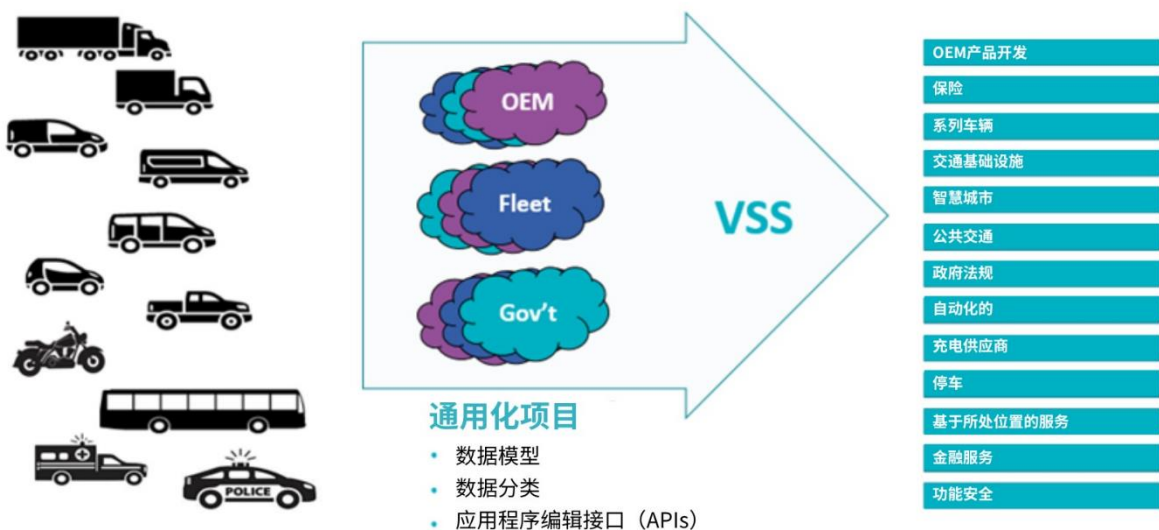 OEM
Fleet
Gov't
VSS
通用化项目
• 数据模型
• 数据分类
• 应用程序编辑接口（APIs）
POLICE
OEM产品开发
保险
系列车辆
交通基础设施
智慧城市
公共交通
政府法规
自动化的
充电供应商
停车
基于所处位置的服务
金融服务
功能安全